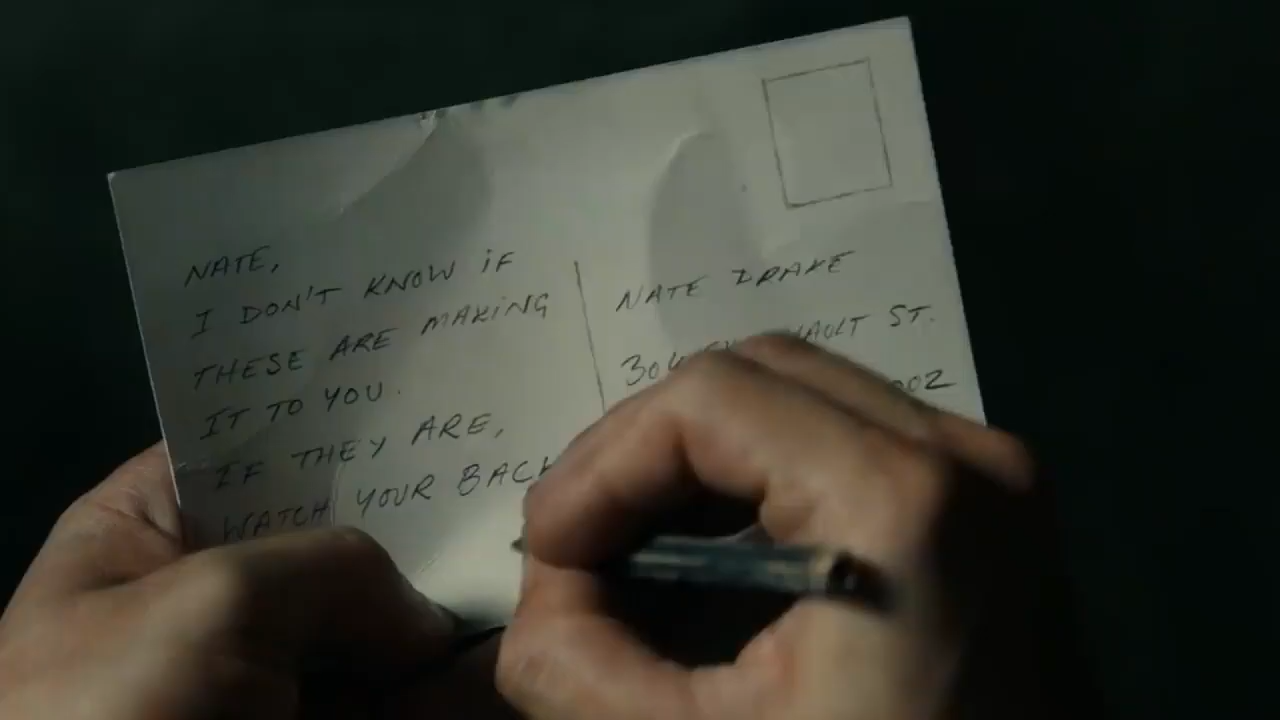 NATE,
I DON'T KNOW IF
THESE ARE MAKING
IT TO YOU.
IF THEY ARE,
WATCH YOUR BACK
NATE DRAKE
ST.